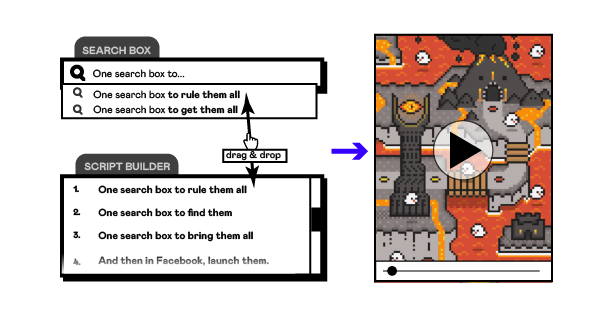 SEARCH BOX
One search box to...
One search box to rule them all
One search box to get them all
drag & drop
SCRIPT BUILDER
1. One search box to rule them all
2. One search box to find them
3. One search box to bring them all
4. And then in Facebook, launch them.